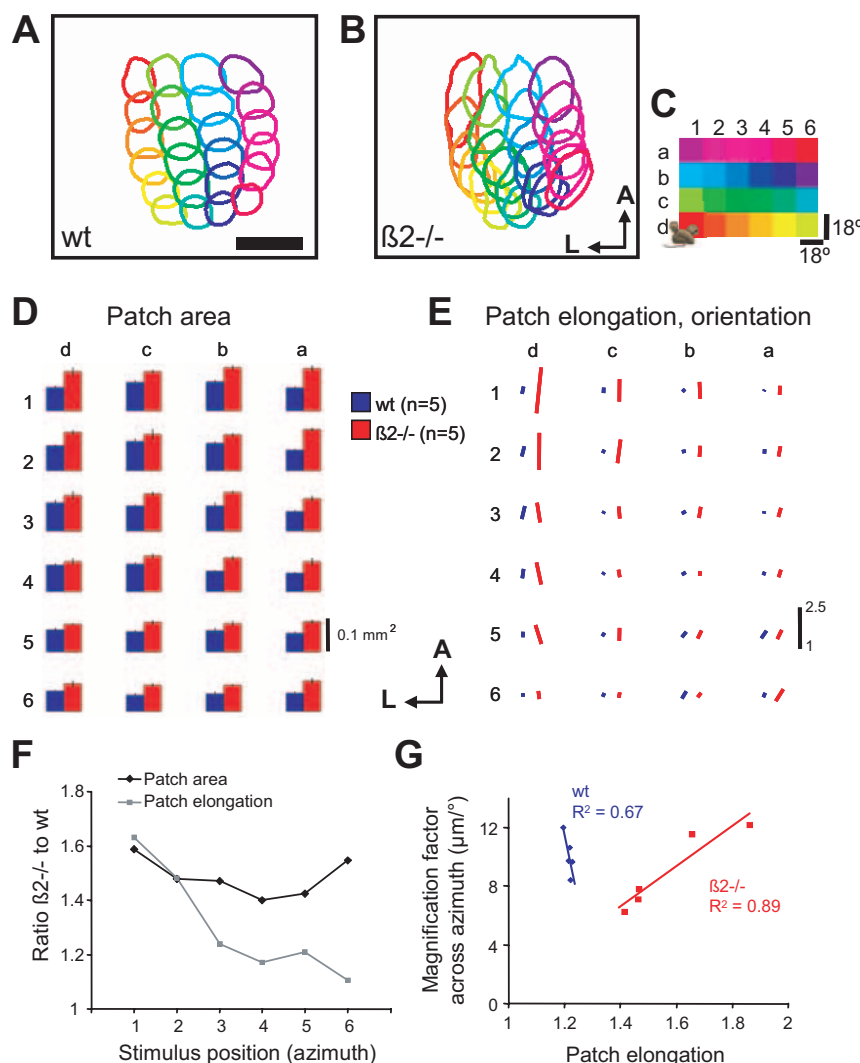 A
wt
B
ß2-/-
A
L
C
1 2 3 4 5 6
a
b
c
d
18º
18º
D Patch area
d c b a
1
2
3
4
5
6
wt (n=5)
ß2-/- (n=5)
0.1 mm²
A
L
E Patch elongation, orientation
d c b a
1
2
3
4
5
6
2.5
1
F
Patch area
Patch elongation
Ratio ß2-/- to wt
1.8
1.6
1.4
1.2
1
1 2 3 4 5 6
Stimulus position (azimuth)
G
Magnification factor
across azimuth (µm/°)
12
8
4
0
wt
R² = 0.67
ß2-/-
R² = 0.89
1 1.2 1.4 1.6 1.8 2
Patch elongation